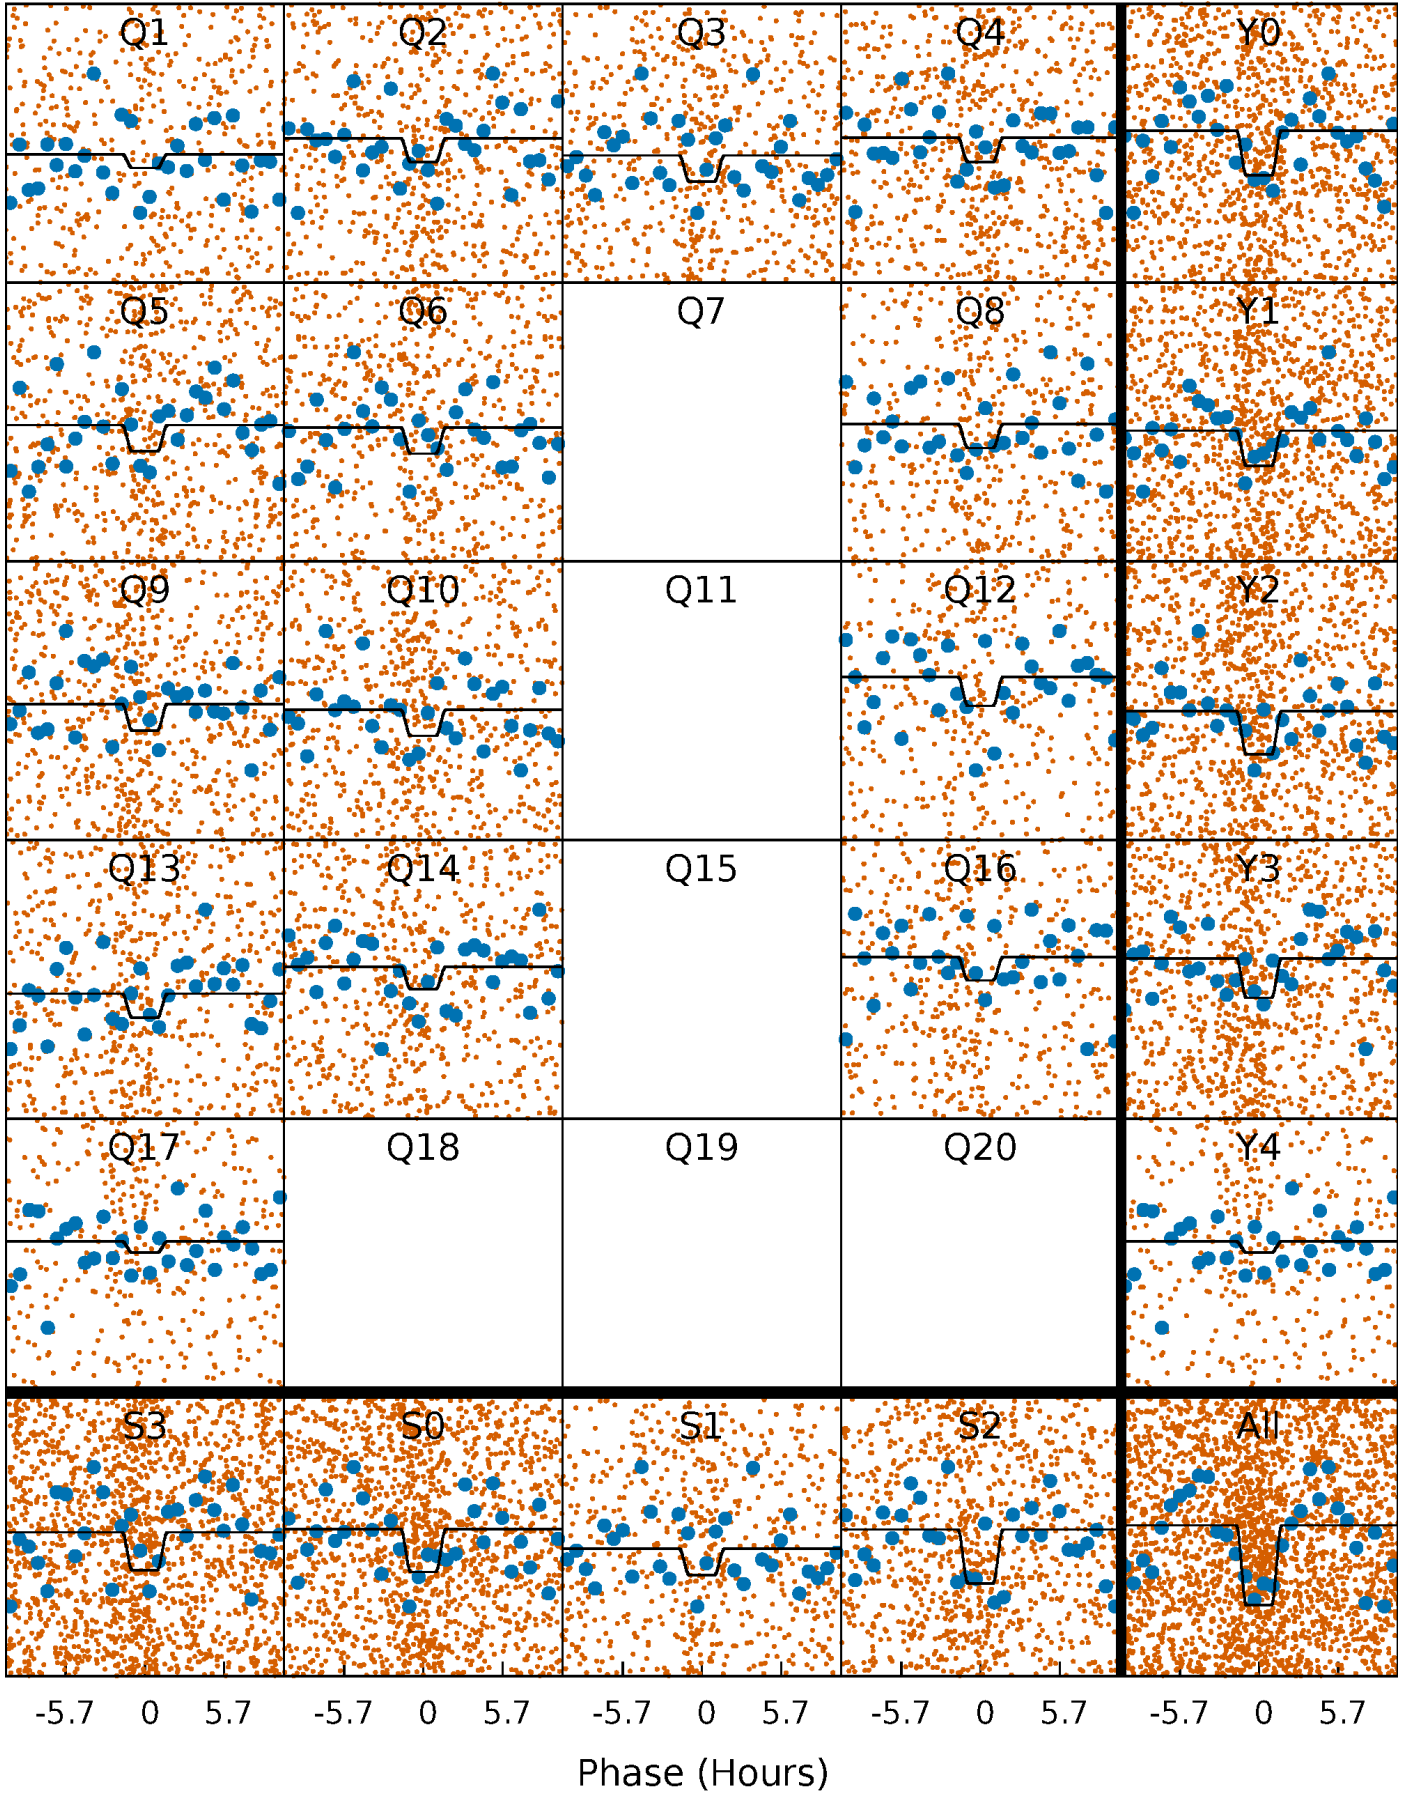 Q1 Q2 Q3 Q4 Y0
Q5 Q6 Q7 Q8 Y1
Q9 Q10 Q11 Q12 Y2
Q13 Q14 Q15 Q16 Y3
Q17 Q18 Q19 Q20 Y4
S3 S0 S1 S2 All
-5.7 0 5.7 -5.7 0 5.7 -5.7 0 5.7 -5.7 0 5.7 -5.7 0 5.7
Phase (Hours)